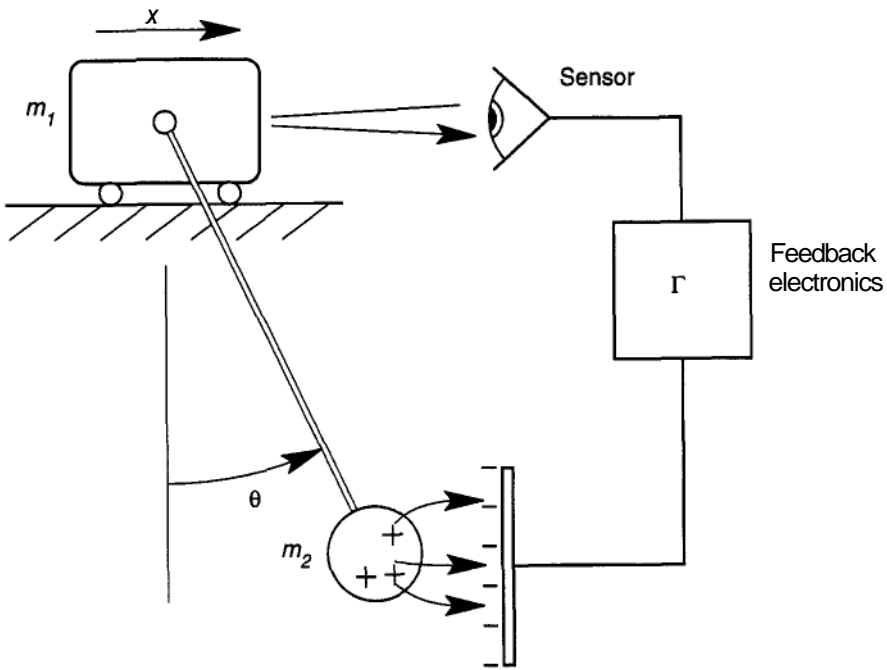 x
Sensor
m1
Feedback
electronics
Γ
θ
m2
+
+ +